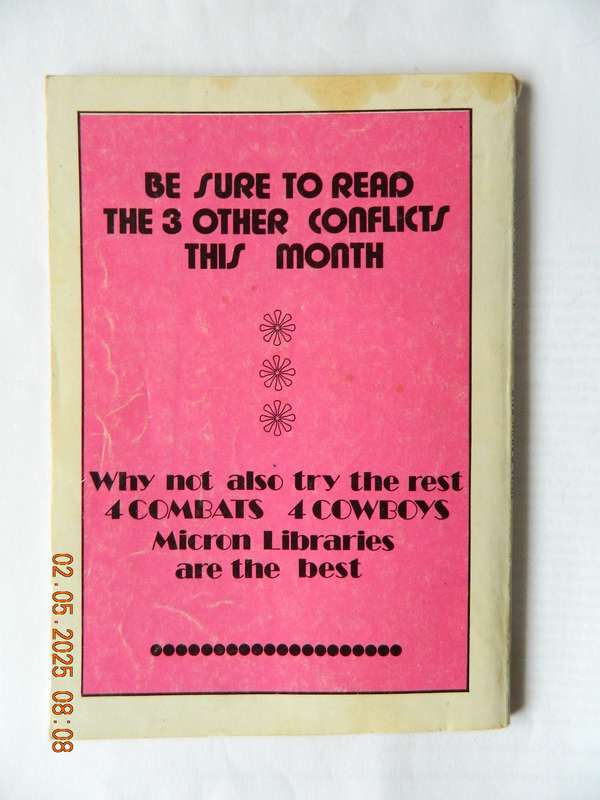 BE SURE TO READ
THE 3 OTHER CONFLICTS
THIS MONTH
Why not also try the rest
4 COMBATS 4 COWBOYS
Micron Libraries
are the best
02.05.2025 08:08